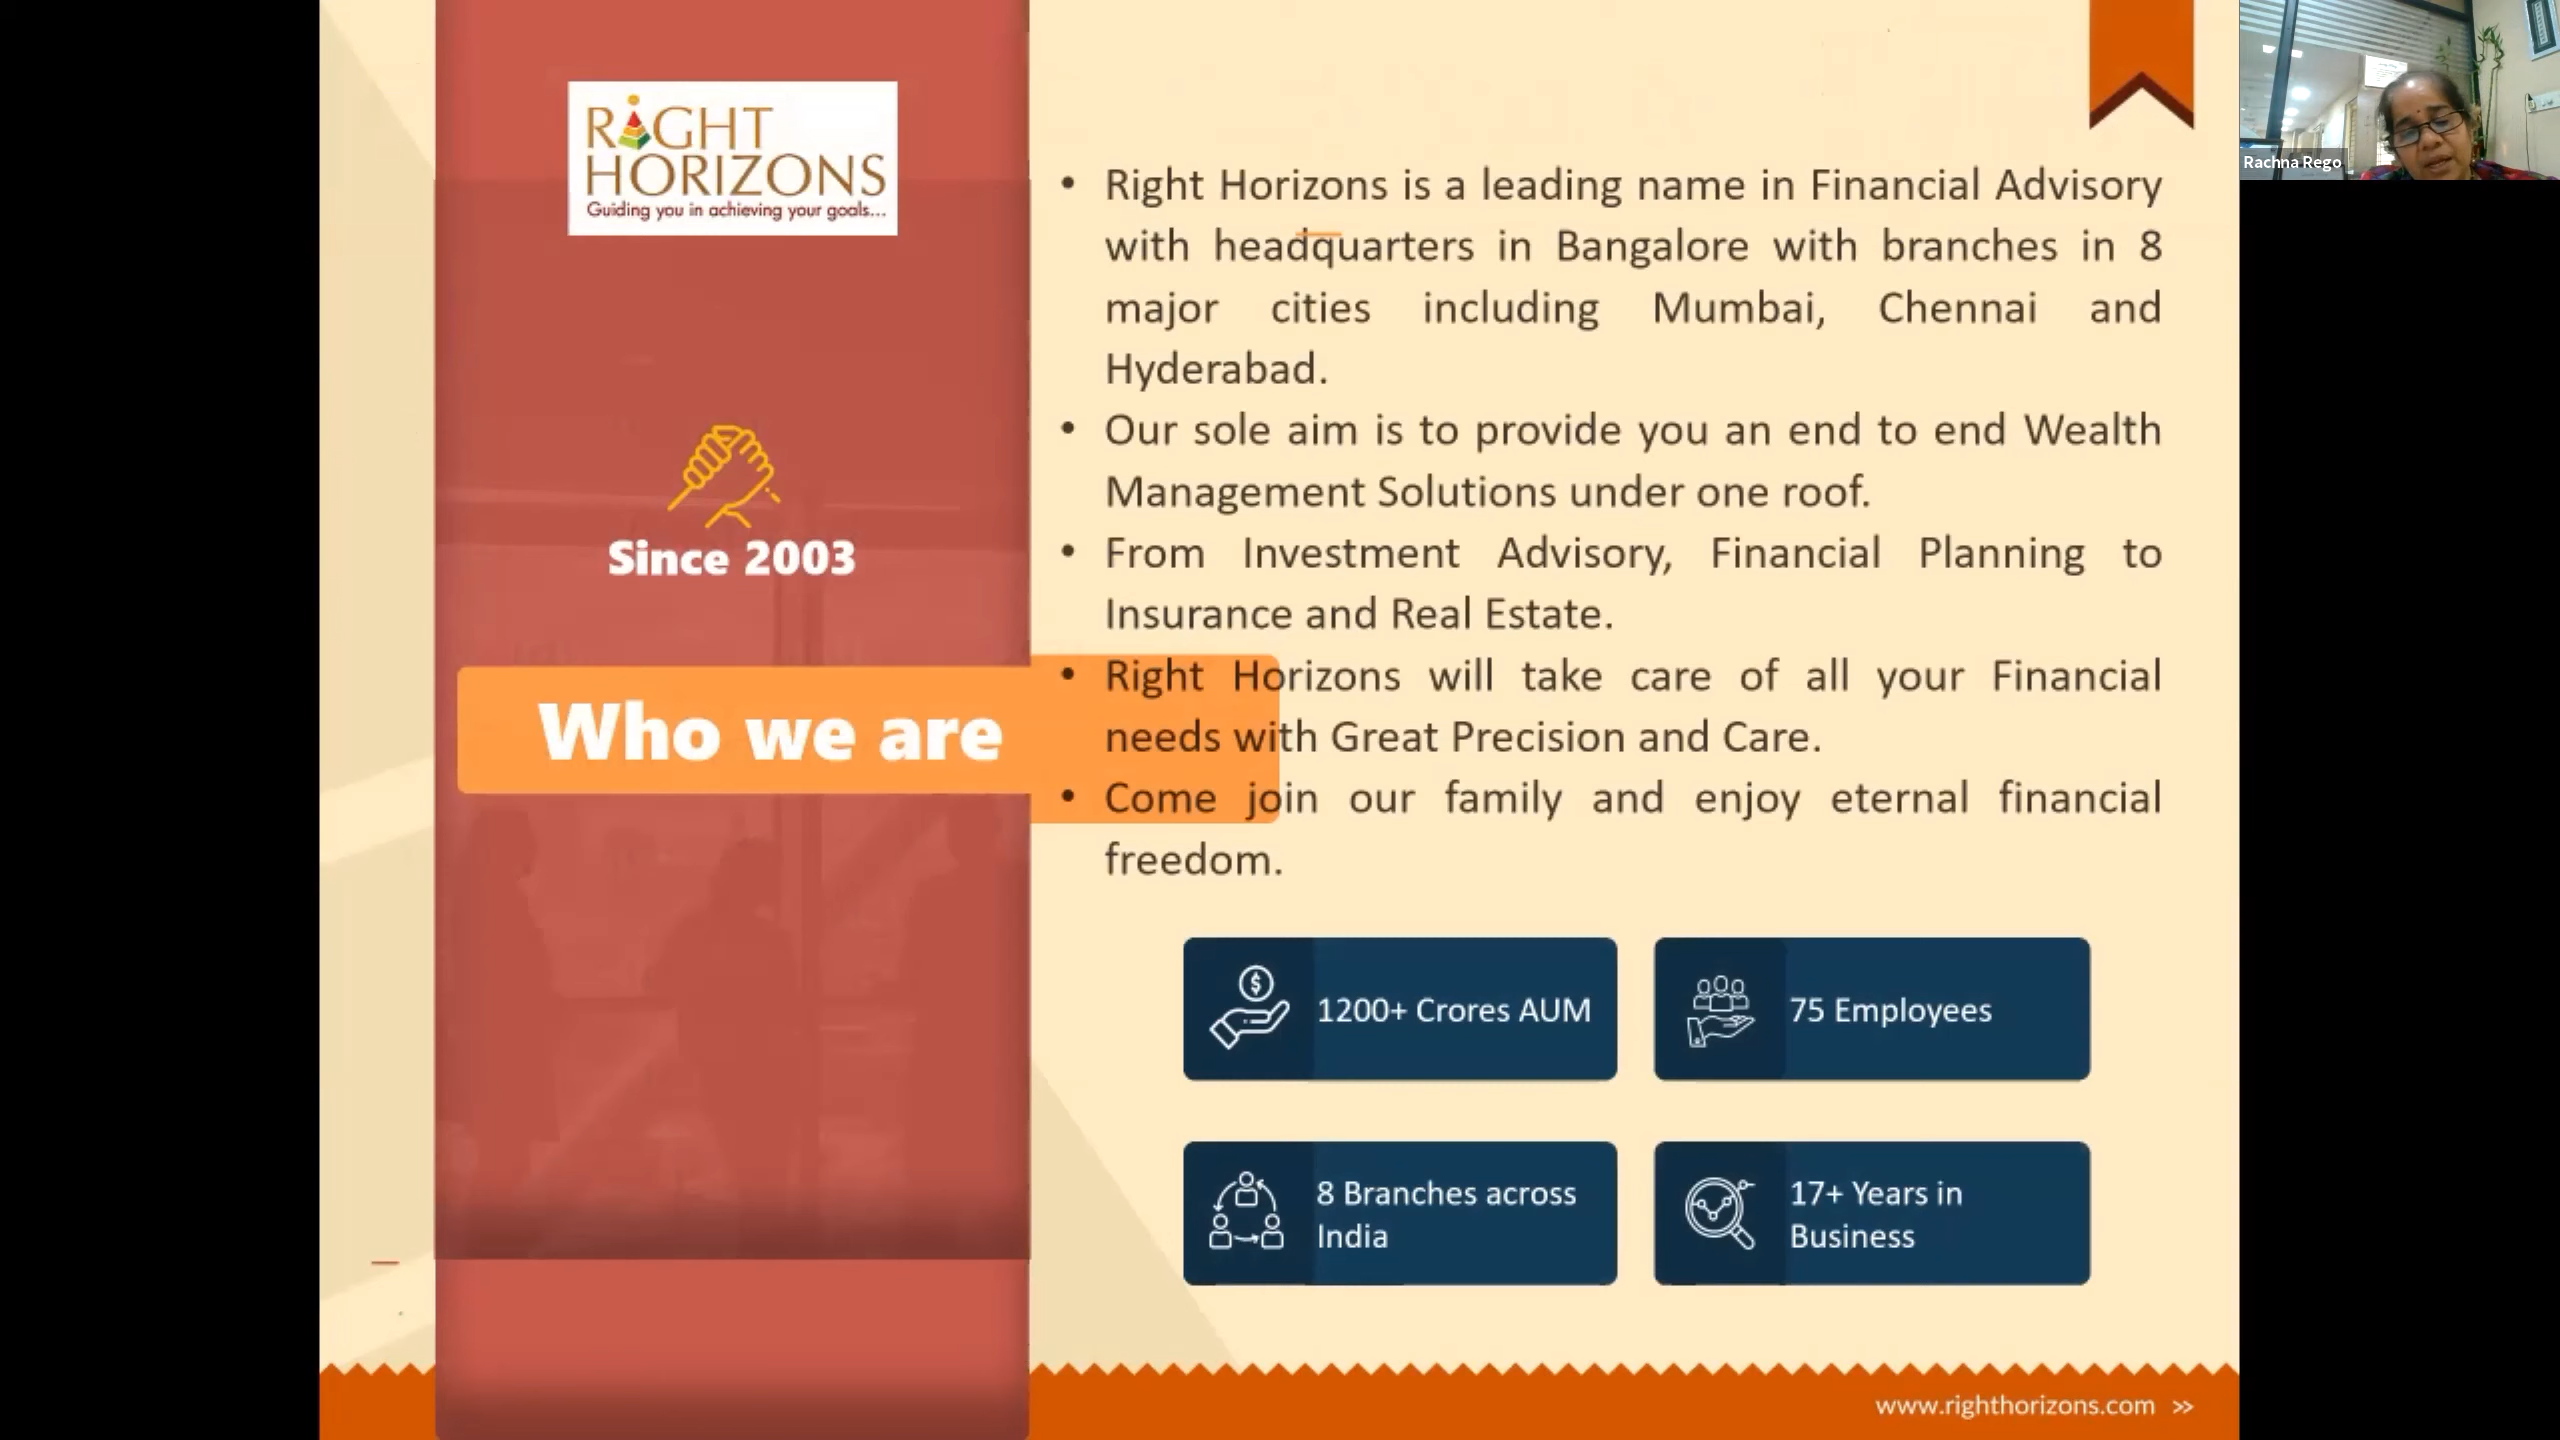 RIGHT
HORIZONS
Guiding you in achieving your goals...
Since 2003
Who we are
• Right Horizons is a leading name in Financial Advisory
with headquarters in Bangalore with branches in 8
major cities including Mumbai, Chennai and
Hyderabad.
• Our sole aim is to provide you an end to end Wealth
Management Solutions under one roof.
• From Investment Advisory, Financial Planning to
Insurance and Real Estate.
• Right Horizons will take care of all your Financial
needs with Great Precision and Care.
• Come join our family and enjoy eternal financial
freedom.
1200+ Crores AUM
75 Employees
8 Branches across
India
17+ Years in
Business
www.righthorizons.com >>
Rachna Rego